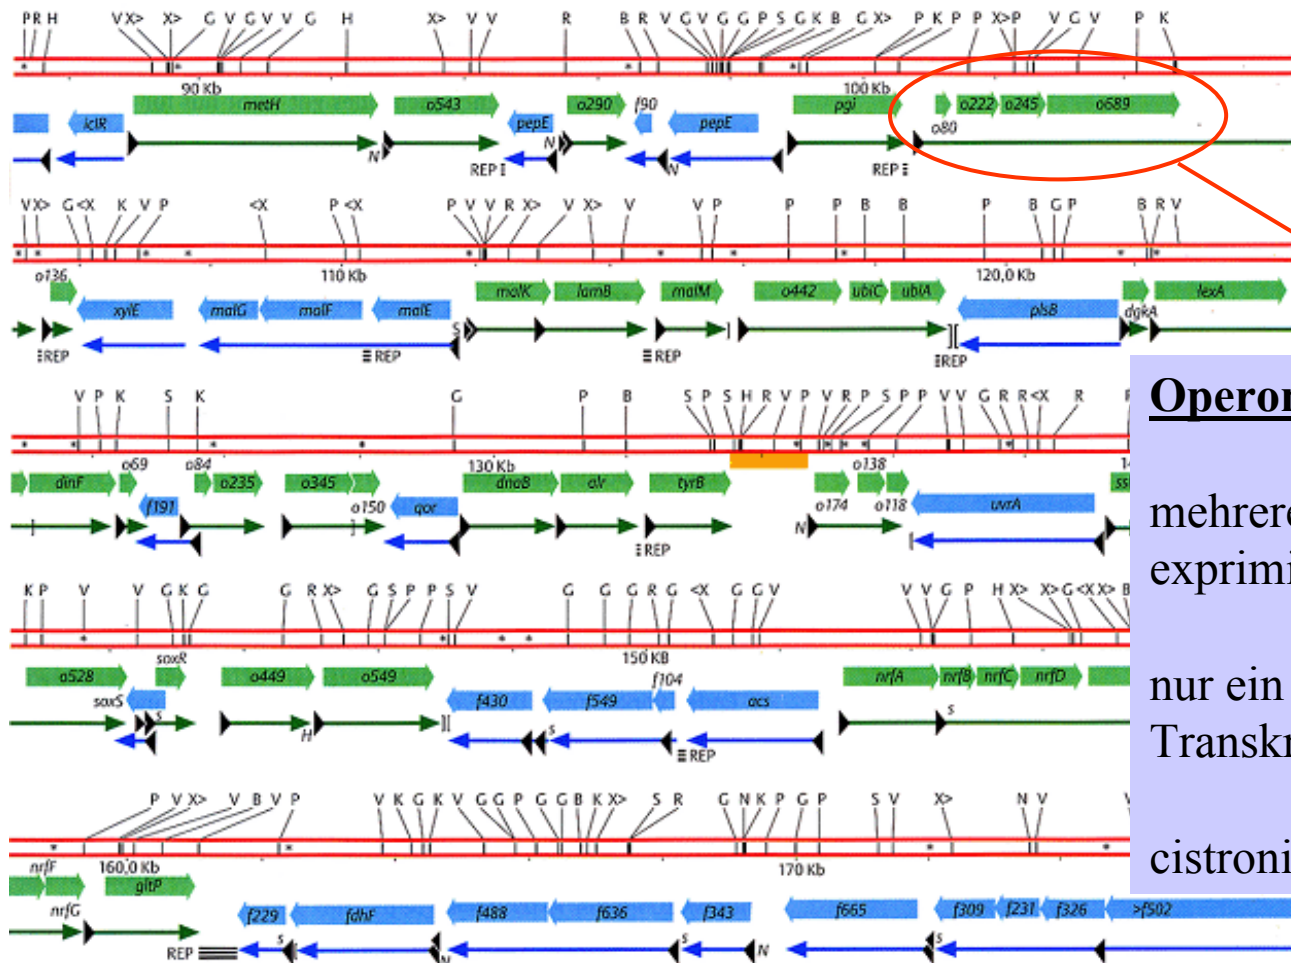 PR H V X> X> G V G V V G H X> V V R B R V G V G G P S G K B G X> P K P P X> P V G V P K
90 Kb 100 Kb
iclR metH o543 pepE o290 f90 pepE pgi o80 o222 o245 o689
N REP N N REP
V X> G <X K V P <X P <X P V V R X> V X> V V P P P B B P B G P B R V
110 Kb 120,0 Kb
o136 xylE malG malF malE malK lamB malM o442 ubiC ubiA plsB dgkA lexA
REP REP S REP REP
V P K S K G P B S P S H R V P V R P S P P V V G R R <X R
130 Kb
dinF o69 f191 o84 o235 o345 o150 qor dnaB alr tyrB o174 o138 o118 uvrA
REP N
K P V V G K G G R X> G S P P S V G G G R G <X G G V V V G P H X> X> G <X X> B
150 KB
o528 soxS soxR o449 o549 f430 f549 f104 acs nrfA nrfB nrfC nrfD
s H s REP s
P V X> V B V P V K G K V G G P G G B K X> S R G N K P G P S V X> N V
160,0 Kb 170 Kb
nrfF nrfG gltP f229 fdhF f488 f636 f343 f665 f309 f231 f326 >f502
REP s N s N s
Operon
mehrere
exprimi
nur ein
Transkr
cistroni